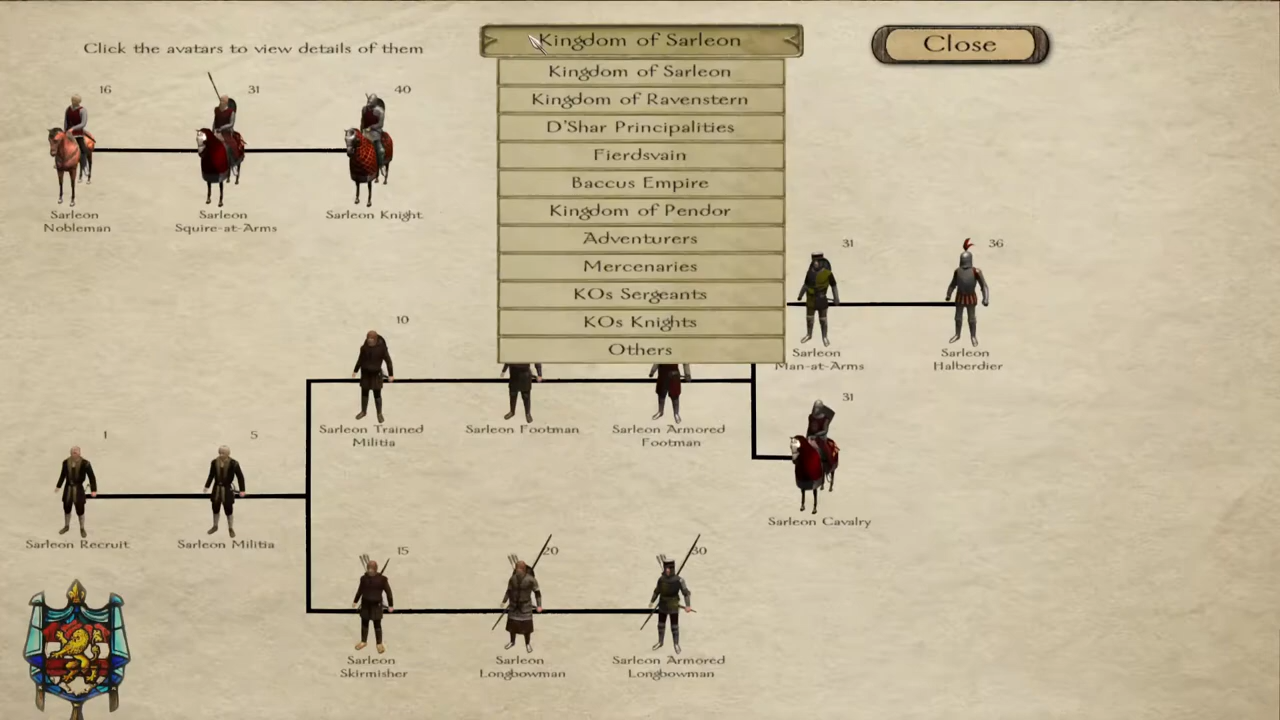 Click the avatars to view details of them
Kingdom of Sarleon
Close
Kingdom of Sarleon
Kingdom of Ravenstern
D'Shar Principalities
Fierdsvain
Baccus Empire
Kingdom of Pendor
Adventurers
Mercenaries
KOs Sergeants
KOs Knights
Others
16
31
40
Sarleon
Nobleman
Sarleon
Squire-at-Arms
Sarleon Knight
31
36
Sarleon
Man-at-Arms
Sarleon
Halberdier
10
Sarleon Trained
Militia
Sarleon Footman
Sarleon Armored
Footman
31
Sarleon Cavalry
1
5
Sarleon Recruit
Sarleon Militia
15
20
30
Sarleon
Skirmisher
Sarleon
Longbowman
Sarleon Armored
Longbowman